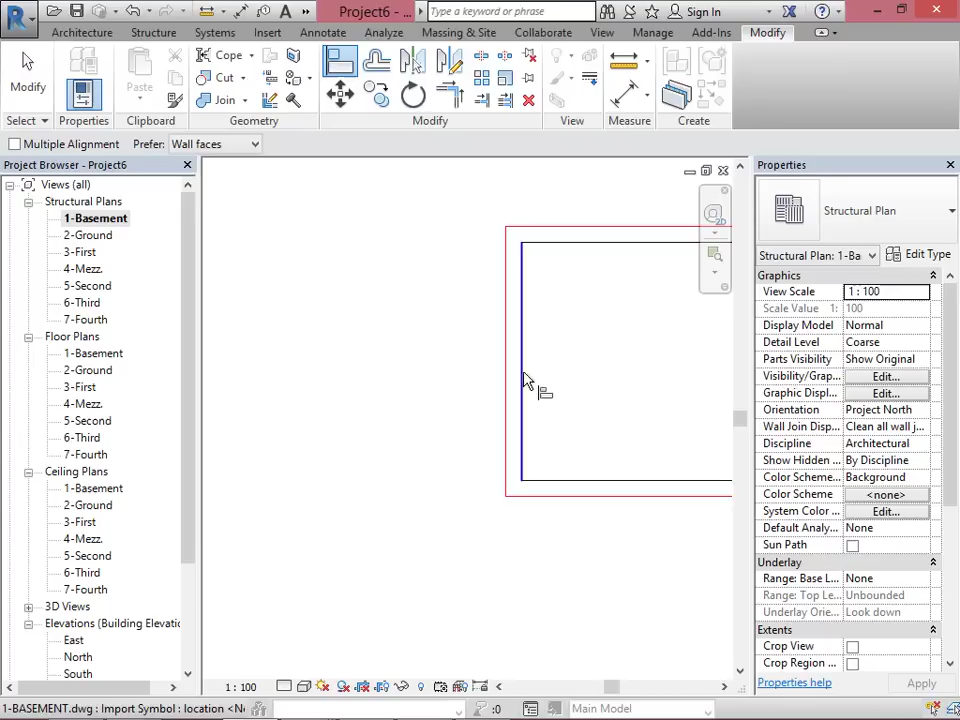 Project6 - ...
Type a keyword or phrase
Sign In
Architecture
Structure
Systems
Insert
Annotate
Analyze
Massing & Site
Collaborate
View
Manage
Add-Ins
Modify
Modify
Paste
Cope
Cut
Join
Select
Properties
Clipboard
Geometry
Modify
View
Measure
Create
Multiple Alignment
Prefer:
Wall faces
Project Browser - Project6
Views (all)
Structural Plans
1-Basement
2-Ground
3-First
4-Mezz.
5-Second
6-Third
7-Fourth
Floor Plans
1-Basement
2-Ground
3-First
4-Mezz.
5-Second
6-Third
7-Fourth
Ceiling Plans
1-Basement
2-Ground
3-First
4-Mezz.
5-Second
6-Third
7-Fourth
3D Views
Elevations (Building Elevatic
East
North
South
2D
Properties
Structural Plan
Structural Plan: 1-Ba
Edit Type
Graphics
View Scale 1 : 100
Scale Value 1: 100
Display Model Normal
Detail Level Coarse
Parts Visibility Show Original
Visibility/Grap... Edit...
Graphic Displ... Edit...
Orientation Project North
Wall Join Disp... Clean all wall j...
Discipline Architectural
Show Hidden ... By Discipline
Color Scheme... Background
Color Scheme <none>
System Color ... Edit...
Default Analy... None
Sun Path
Underlay
Range: Base L... None
Range: Top Le... Unbounded
Underlay Orie... Look down
Extents
Crop View
Crop Region ...
Properties help
Apply
1 : 100
1-BASEMENT.dwg : Import Symbol : location <No
:0
Main Model